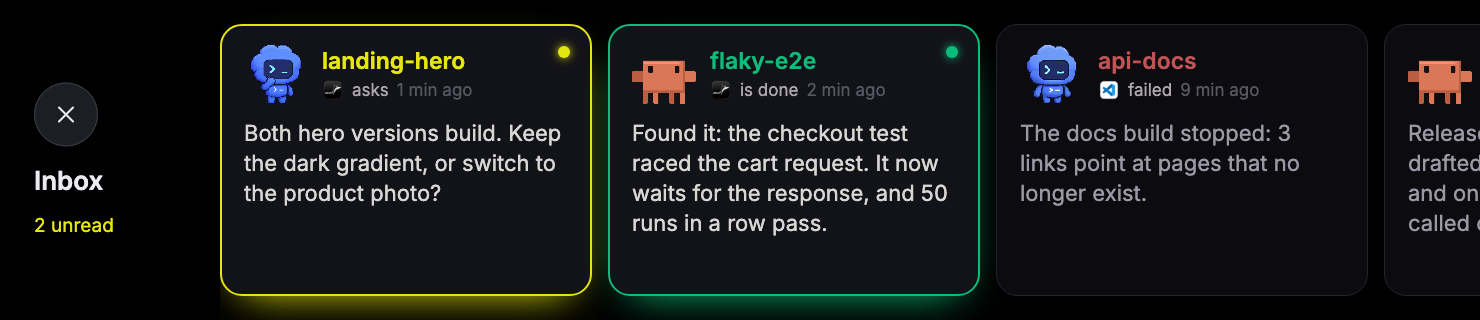 Inbox
2 unread
landing-hero
asks 1 min ago
Both hero versions build. Keep
the dark gradient, or switch to
the product photo?
flaky-e2e
is done 2 min ago
Found it: the checkout test
raced the cart request. It now
waits for the response, and 50
runs in a row pass.
api-docs
failed 9 min ago
The docs build stopped: 3
links point at pages that no
longer exist.
drafted
called